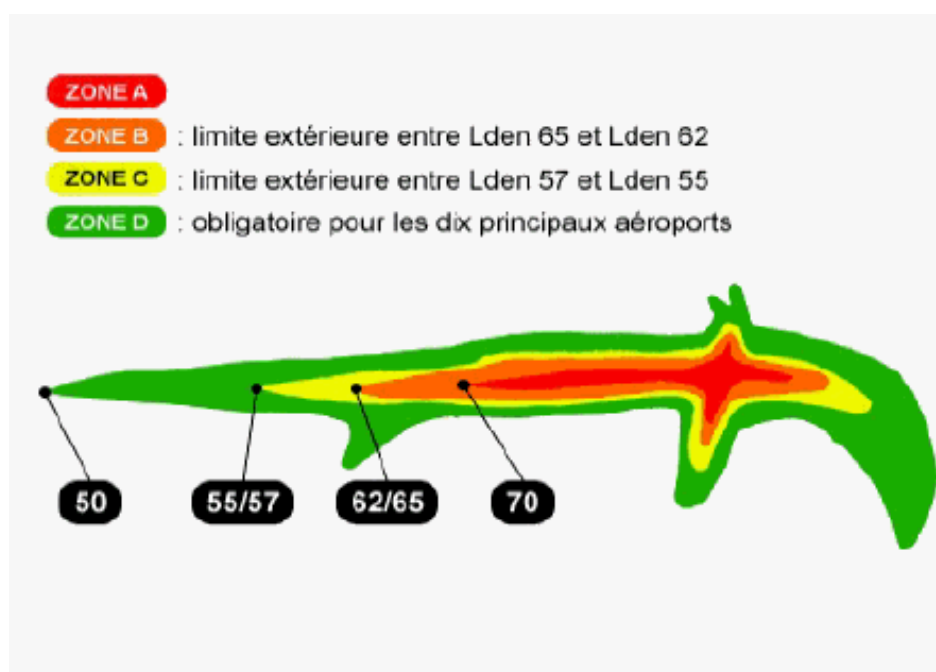 ZONE A
ZONE B : limite extérieure entre Lden 65 et Lden 62
ZONE C : limite extérieure entre Lden 57 et Lden 55
ZONE D : obligatoire pour les dix principaux aéroports
50
55/57
62/65
70